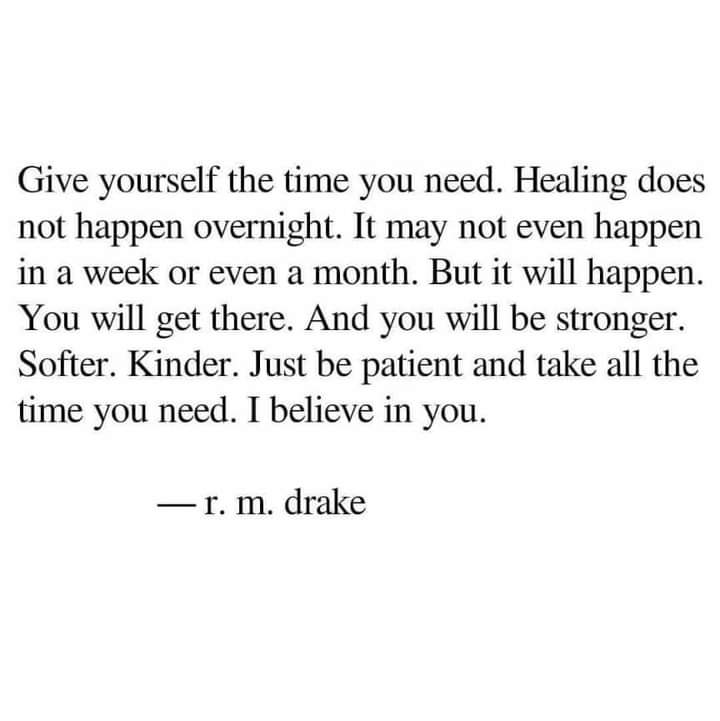 Give yourself the time you need. Healing does
not happen overnight. It may not even happen
in a week or even a month. But it will happen.
You will get there. And you will be stronger.
Softer. Kinder. Just be patient and take all the
time you need. I believe in you.
— r. m. drake